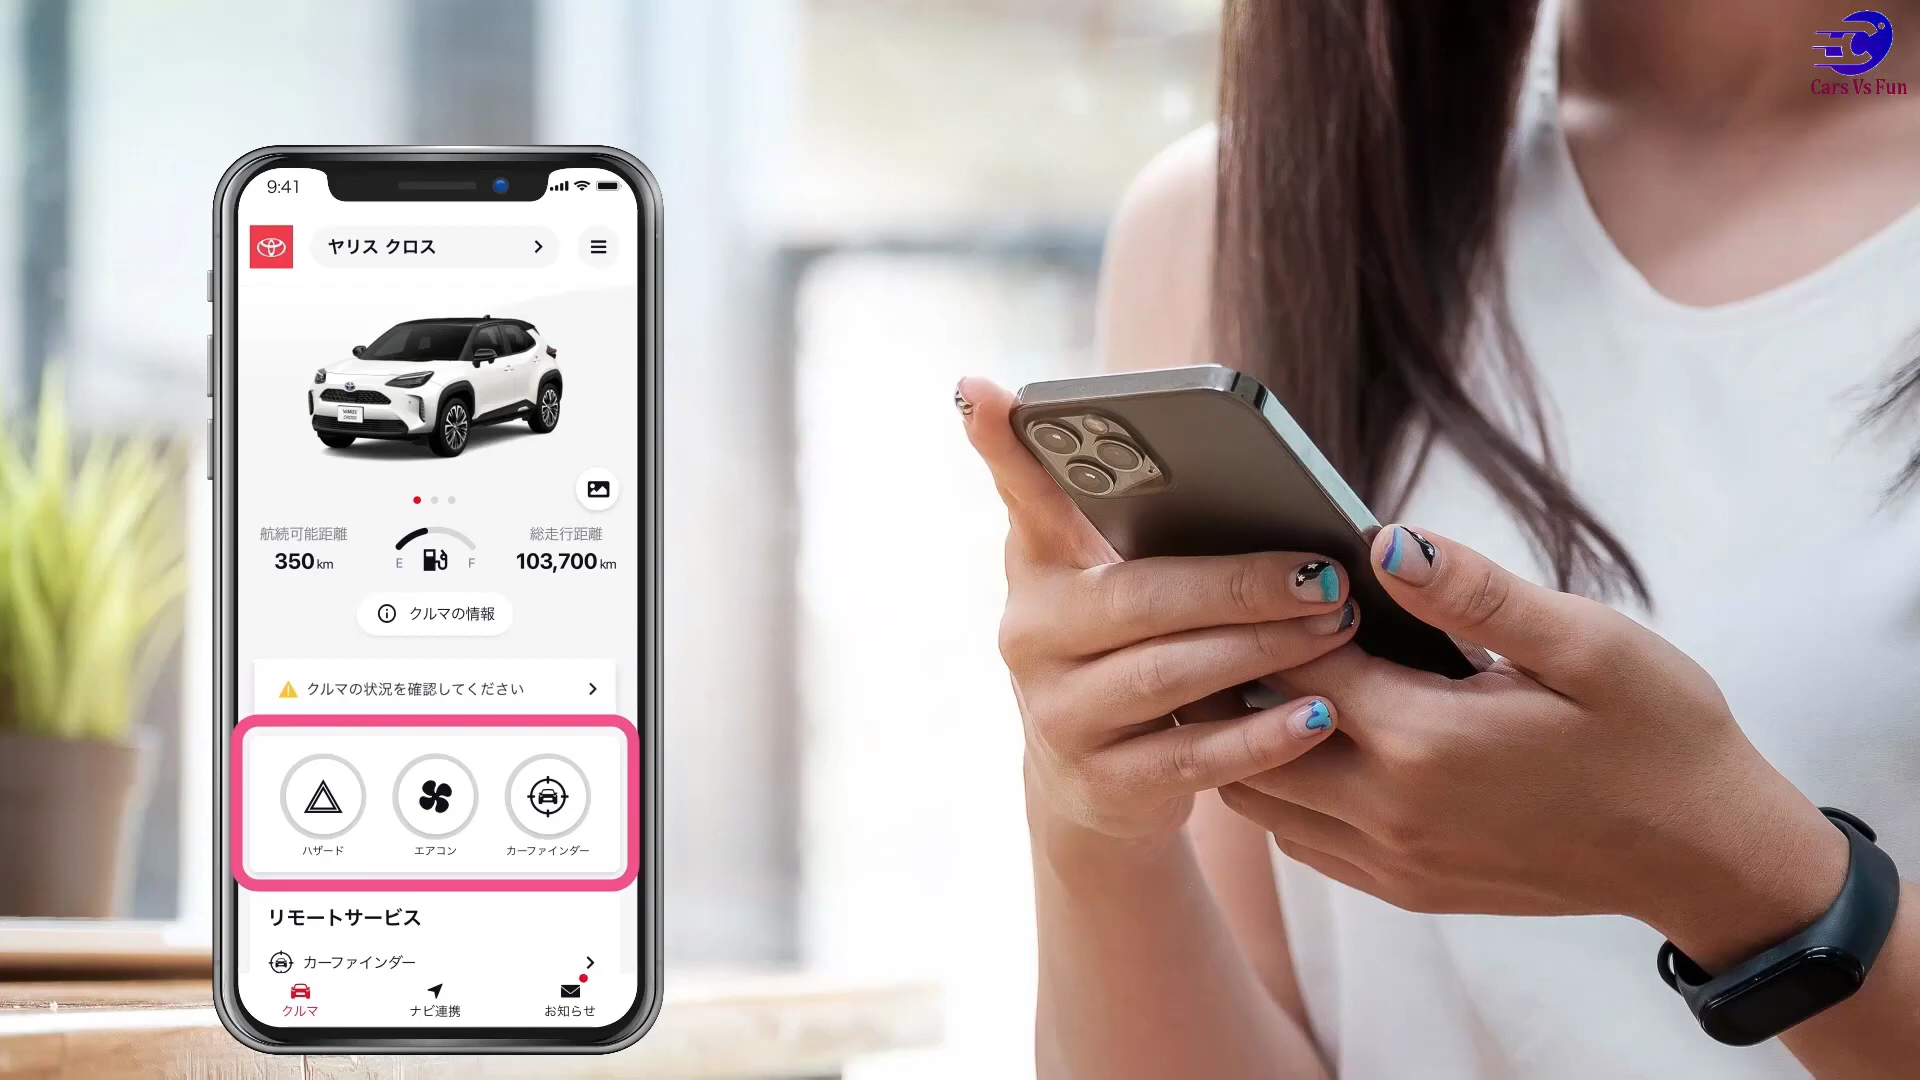 Cars Vs Fun
9:41
ヤリス クロス
YARIS
CROSS
航続可能距離
350km
E
F
総走行距離
103,700km
クルマの情報
クルマの状況を確認してください
ハザード
エアコン
カーファインダー
リモートサービス
カーファインダー
クルマ
ナビ連携
お知らせ